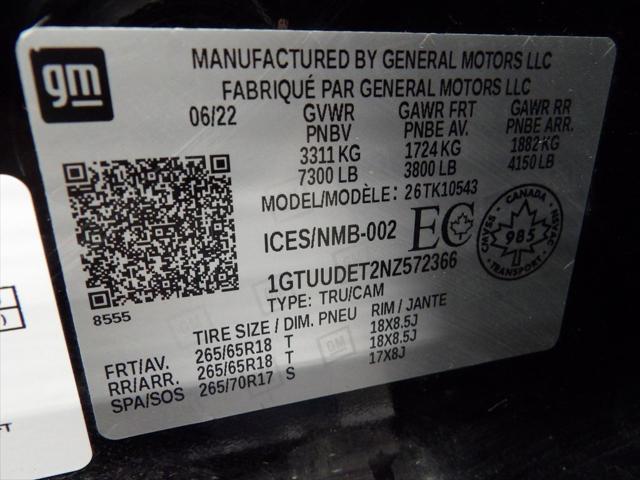 gm
MANUFACTURED BY GENERAL MOTORS LLC
FABRIQUÉ PAR GENERAL MOTORS LLC
06/22 GVWR GAWR FRT GAWR RR
PNBV PNBE AV. PNBE ARR.
3311 KG 1724 KG 1882 KG
7300 LB 3800 LB 4150 LB
MODEL/MODÈLE: 26TK10543
ICES/NMB-002 EC
CANADA
985
TRANSPORT
1GTUUDET2NZ572366
TYPE: TRU/CAM
8555
TIRE SIZE / DIM. PNEU RIM / JANTE
FRT/AV. 265/65R18 T 18X8.5J
RR/ARR. 265/65R18 T 18X8.5J
SPA/SOS 265/70R17 S 17X8J
FT